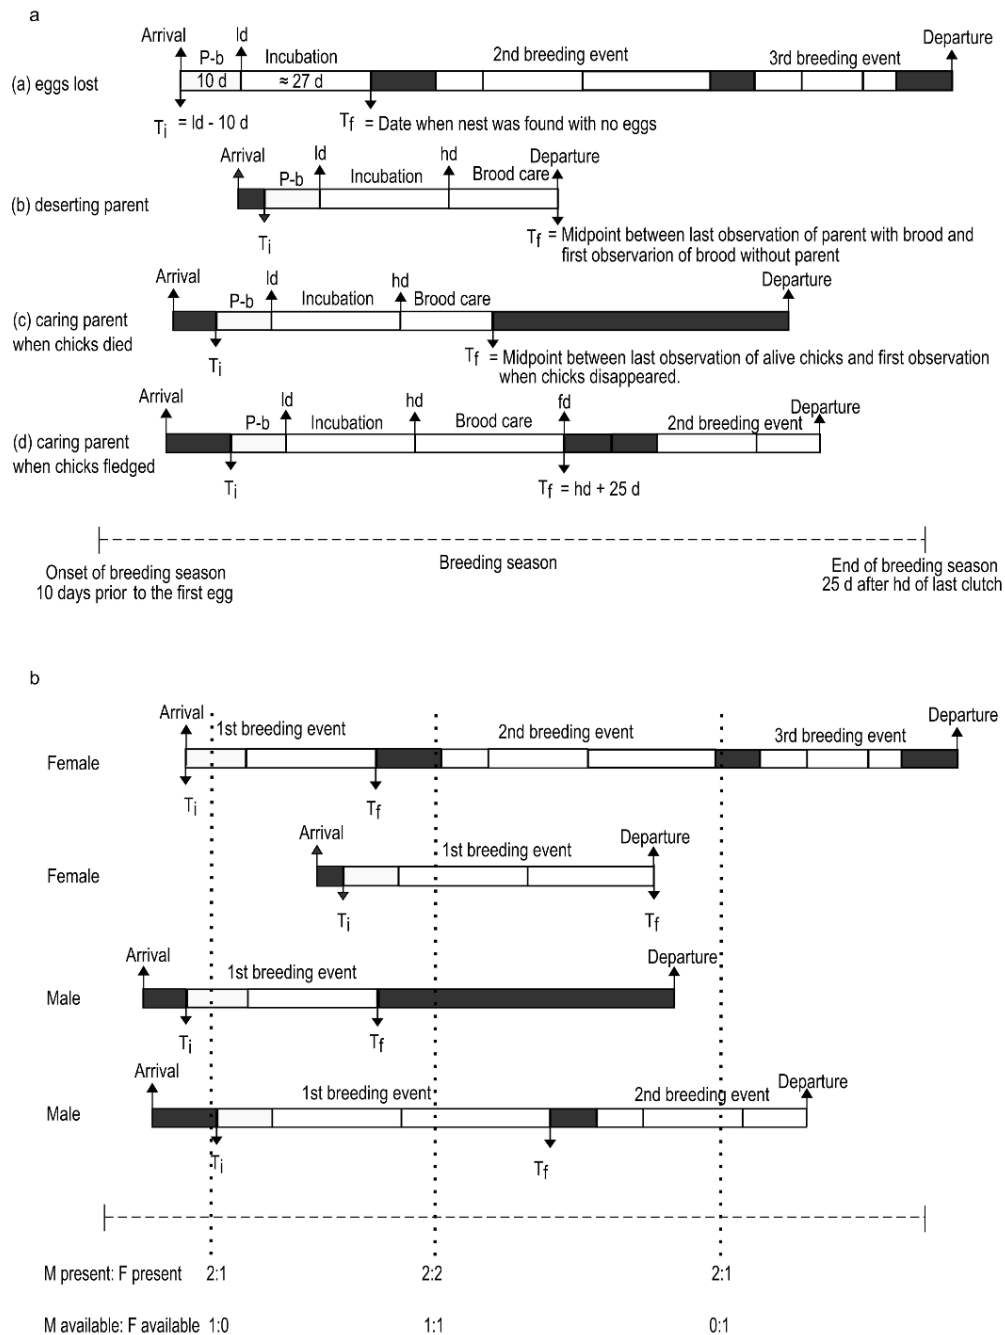 a
Arrival
ld
P-b
Incubation
2nd breeding event
3rd breeding event
Departure
(a) eggs lost
10 d
≈ 27 d
Ti = ld - 10 d
Tf = Date when nest was found with no eggs
Arrival
ld
hd
Departure
P-b
Incubation
Brood care
(b) deserting parent
Ti
Tf = Midpoint between last observation of parent with brood and
first observarion of brood without parent
Arrival
ld
hd
Departure
P-b
Incubation
Brood care
(c) caring parent
when chicks died
Ti
Tf = Midpoint between last observation of alive chicks and first observation
when chicks disappeared.
Arrival
ld
hd
fd
Departure
P-b
Incubation
Brood care
2nd breeding event
(d) caring parent
when chicks fledged
Ti
Tf = hd + 25 d
Breeding season
Onset of breeding season
10 days prior to the first egg
End of breeding season
25 d after hd of last clutch
b
Arrival
1st breeding event
2nd breeding event
3rd breeding event
Departure
Female
Ti
Tf
Arrival
1st breeding event
Departure
Female
Ti
Tf
Arrival
1st breeding event
Departure
Male
Ti
Tf
Arrival
1st breeding event
2nd breeding event
Departure
Male
Ti
Tf
M present: F present 2:1 2:2 2:1
M available: F available 1:0 1:1 0:1